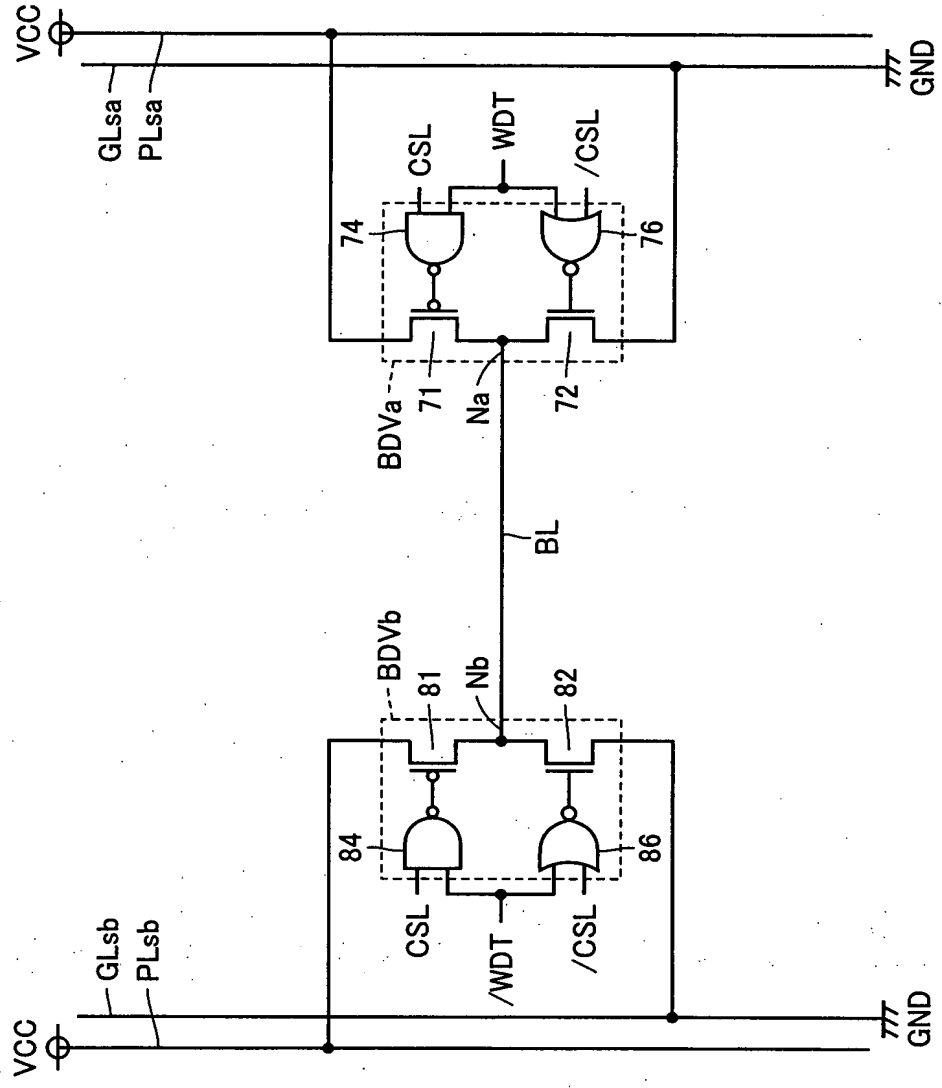 VCC
GLsb
PLsb
GND
CSL
/WDT
/CSL
84
86
81
82
BDVb
Nb
BL
BDVa
Na
71
72
74
76
CSL
WDT
/CSL
GLsa
PLsa
VCC
GND